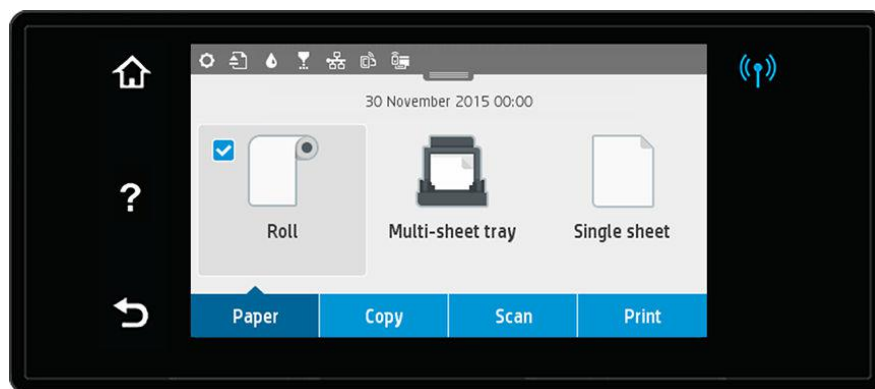 30 November 2015 00:00
Roll
Multi-sheet tray
Single sheet
?
Paper
Copy
Scan
Print